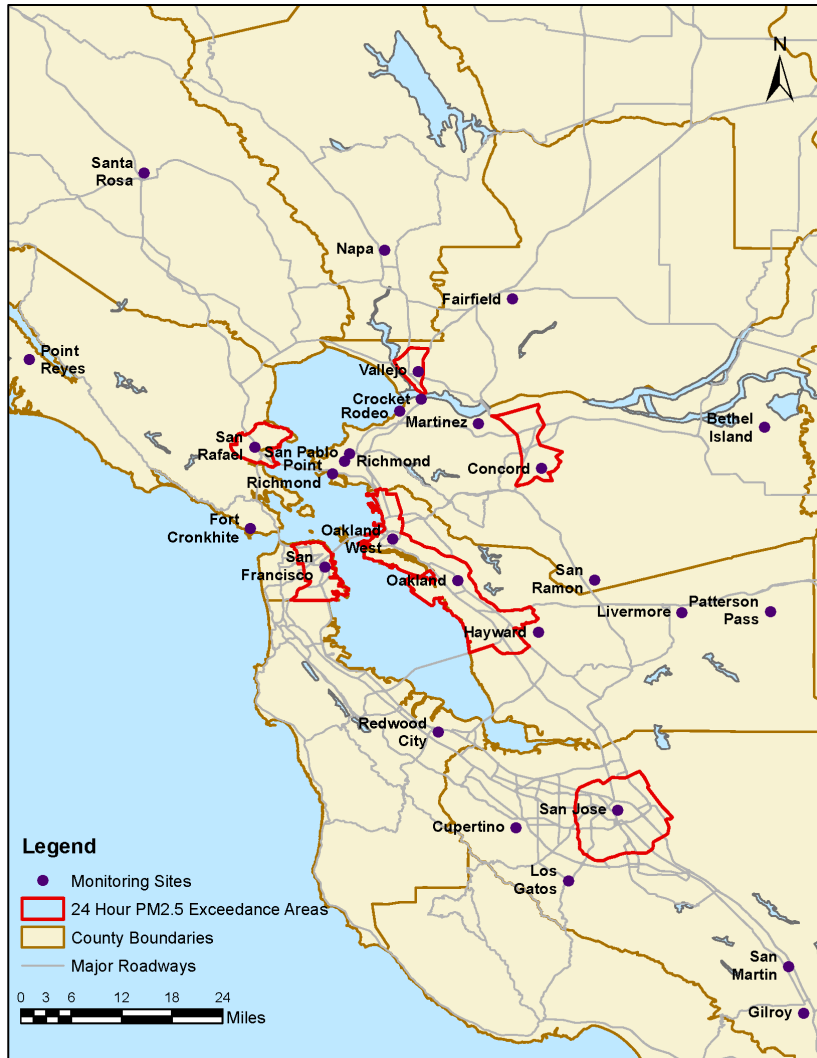 N
Santa
Rosa
Napa
Fairfield
Point
Reyes
Vallejo
Crocket
Rodeo
Martinez
Bethel
Island
San
Rafael
San Pablo
Richmond
Point
Richmond
Concord
Fort
Cronkhite
Oakland
West
San
Francisco
Oakland
San
Ramon
Livermore
Patterson
Pass
Hayward
Redwood
City
San Jose
Cupertino
Los
Gatos
San
Martin
Gilroy
Legend
Monitoring Sites
24 Hour PM2.5 Exceedance Areas
County Boundaries
Major Roadways
0 3 6 12 18 24
Miles